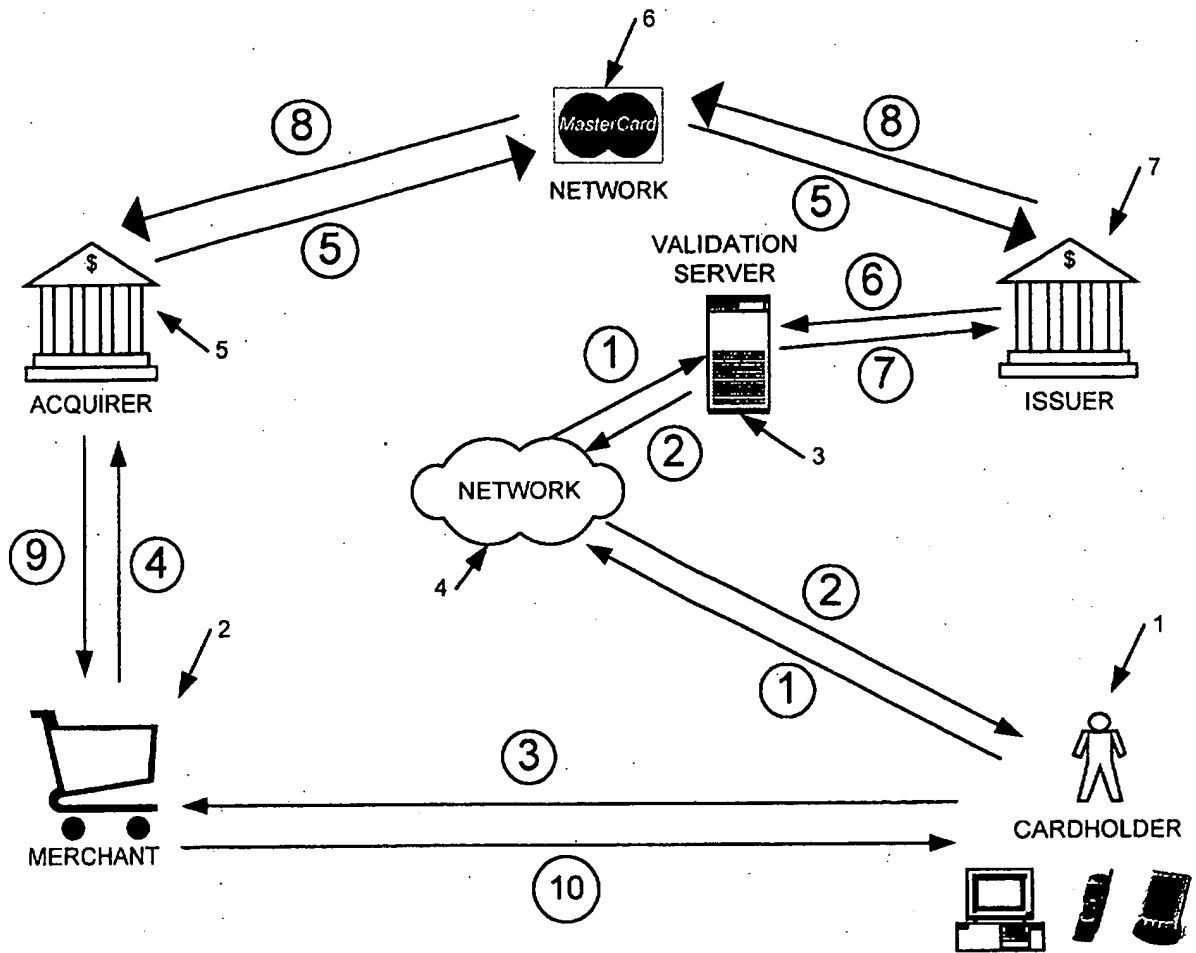 6
MasterCard
NETWORK
8
8
7
5
5
VALIDATION
SERVER
$
$
6
5
1
7
ACQUIRER
ISSUER
2
3
NETWORK
9
4
4
2
2
1
1
3
MERCHANT
CARDHOLDER
10